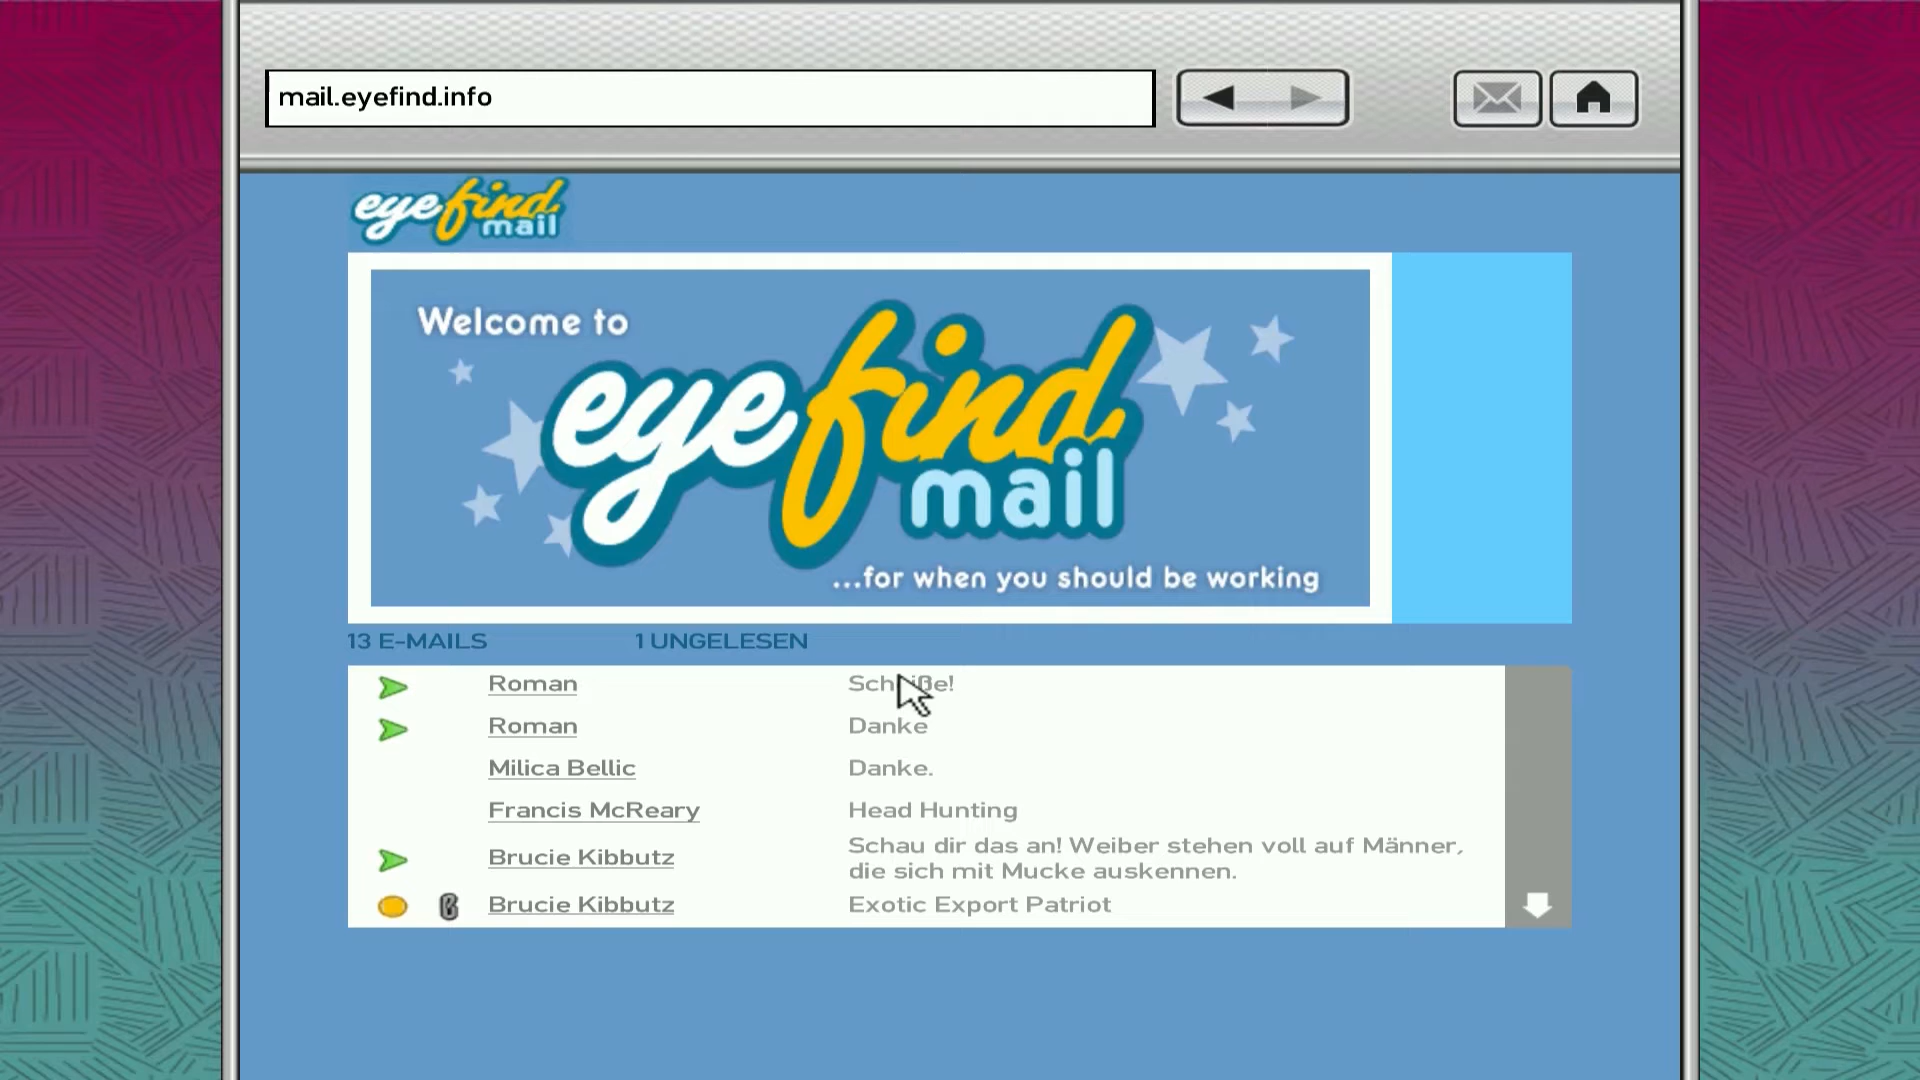 mail.eyefind.info
eyefind
mail
Welcome to
eyefind
mail
...for when you should be working
13 E-MAILS 1 UNGELESEN
Roman
Roman Danke
Milica Bellic Danke.
Francis McReary Head Hunting
Brucie Kibbutz Schau dir das an! Weiber stehen voll auf Männer,
die sich mit Mucke auskennen.
Brucie Kibbutz Exotic Export Patriot